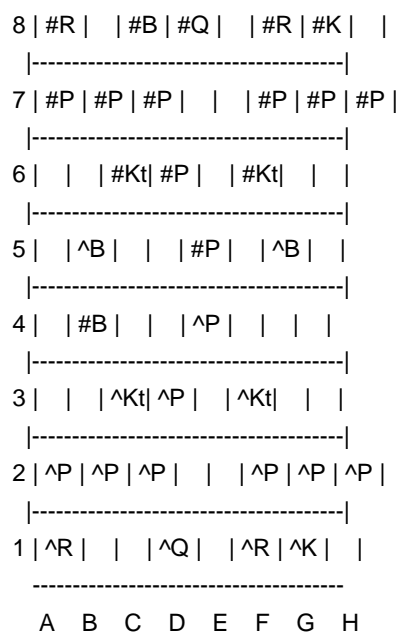 8 | #R |   | #B | #Q |   | #R | #K |   |
|---------------------------------------|
7 | #P | #P | #P |   |   | #P | #P | #P |
|---------------------------------------|
6 |   |   | #Kt| #P |   | #Kt|   |   |
|---------------------------------------|
5 |   | ^B |   |   | #P |   | ^B |   |
|---------------------------------------|
4 |   | #B |   |   | ^P |   |   |   |
|---------------------------------------|
3 |   |   | ^Kt| ^P |   | ^Kt|   |   |
|---------------------------------------|
2 | ^P | ^P | ^P |   |   | ^P | ^P | ^P |
|---------------------------------------|
1 | ^R |   |   | ^Q |   | ^R | ^K |   |
---------------------------------------
A B C D E F G H